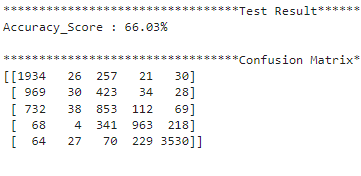 *********************************Test Result******
Accuracy_Score : 66.03%
*********************************Confusion Matrix*
[[1934   26  257   21   30]
 [ 969   30  423   34   28]
 [ 732   38  853  112   69]
 [  68    4  341  963  218]
 [  64   27   70  229 3530]]